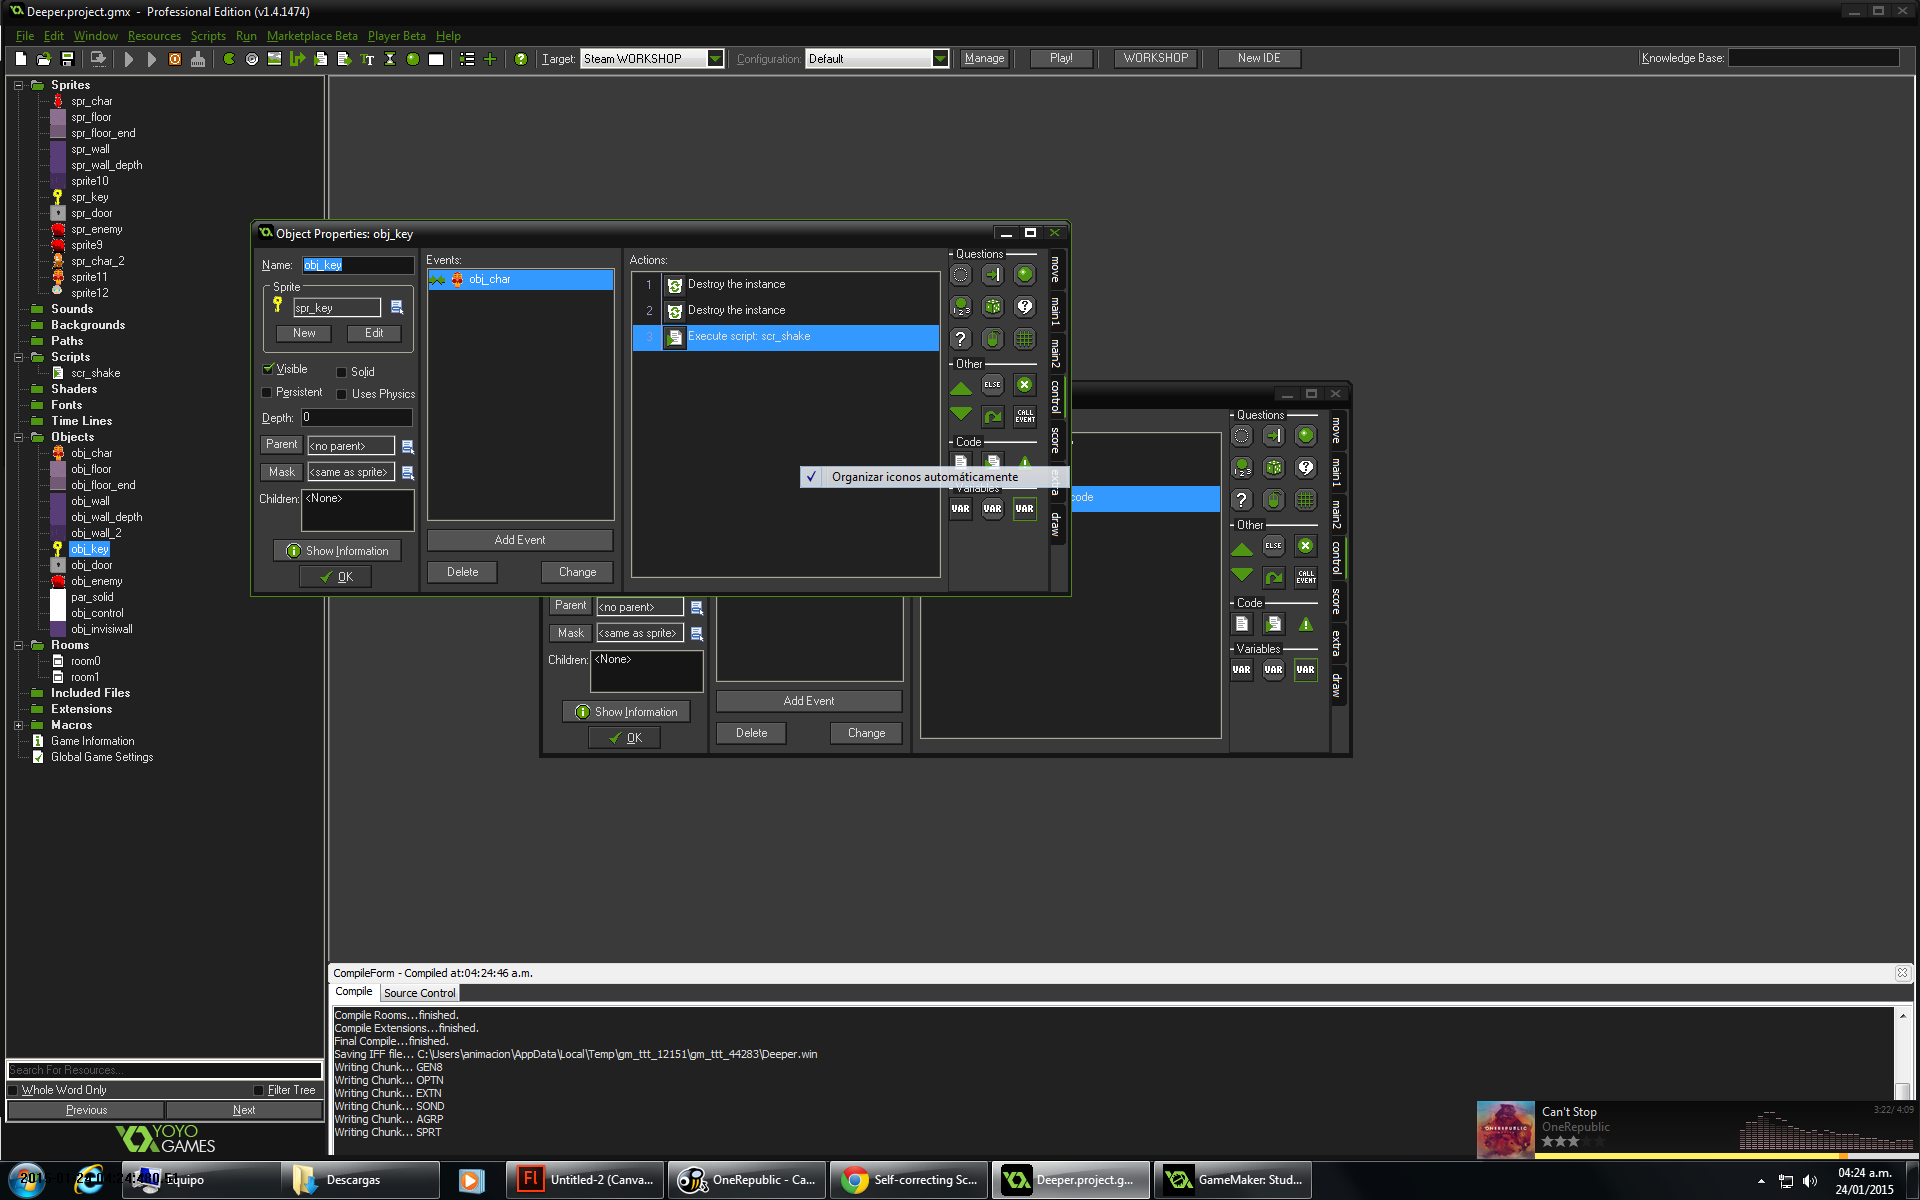 Deeper.project.gmx - Professional Edition (v1.4.1474)
File Edit Window Resources Scripts Run Marketplace Beta Player Beta Help
Target: Steam WORKSHOP Configuration: Default Manage Play! WORKSHOP New IDE Knowledge Base:
Sprites
spr_char
spr_floor
spr_floor_end
spr_wall
spr_wall_depth
sprite10
spr_key
spr_door
spr_enemy
sprite9
spr_char_2
sprite11
sprite12
Sounds
Backgrounds
Paths
Scripts
scr_shake
Shaders
Fonts
Time Lines
Objects
obj_char
obj_floor
obj_floor_end
obj_wall
obj_wall_depth
obj_wall_2
obj_key
obj_door
obj_enemy
par_solid
obj_control
obj_invisiwall
Rooms
room0
room1
Included Files
Extensions
Macros
Game Information
Global Game Settings
Search For Resources...
Whole Word Only Filter Tree
Previous Next
YOYO
GAMES
Object Properties: obj_key
Name: obj_key
Sprite
spr_key
New Edit
Visible Solid
Persistent Uses Physics
Depth: 0
Parent <no parent>
Mask <same as sprite>
Children: <None>
Show Information
OK
Events:
obj_char
Add Event
Delete Change
Actions:
1 Destroy the instance
2 Destroy the instance
3 Execute script: scr_shake
Questions
Other
ELSE
CALL EVENT
Code
Variables
VAR VAR VAR
move
main1
main2
control
score
extra
draw
Organizar iconos automáticamente
code
Parent <no parent>
Mask <same as sprite>
Children: <None>
Show Information
OK
Add Event
Delete Change
Questions
Other
ELSE
CALL EVENT
Code
Variables
VAR VAR VAR
move
main1
main2
control
score
extra
draw
CompileForm - Compiled at:04:24:46 a.m.
Compile Source Control
Compile Rooms...finished.
Compile Extensions...finished.
Final Compile...finished.
Saving IFF file... C:\Users\animacion\AppData\Local\Temp\gm_ttt_12151\gm_ttt_44283\Deeper.win
Writing Chunk... GEN8
Writing Chunk... OPTN
Writing Chunk... EXTN
Writing Chunk... SOND
Writing Chunk... AGRP
Writing Chunk... SPRT
Can't Stop
OneRepublic
3:22/ 4:09
ONEREPUBLIC
Equipo
Descargas
Untitled-2 (Canva...
OneRepublic - Ca...
Self-correcting Sc...
Deeper.project.g...
GameMaker: Stud...
04:24 a.m.
24/01/2015